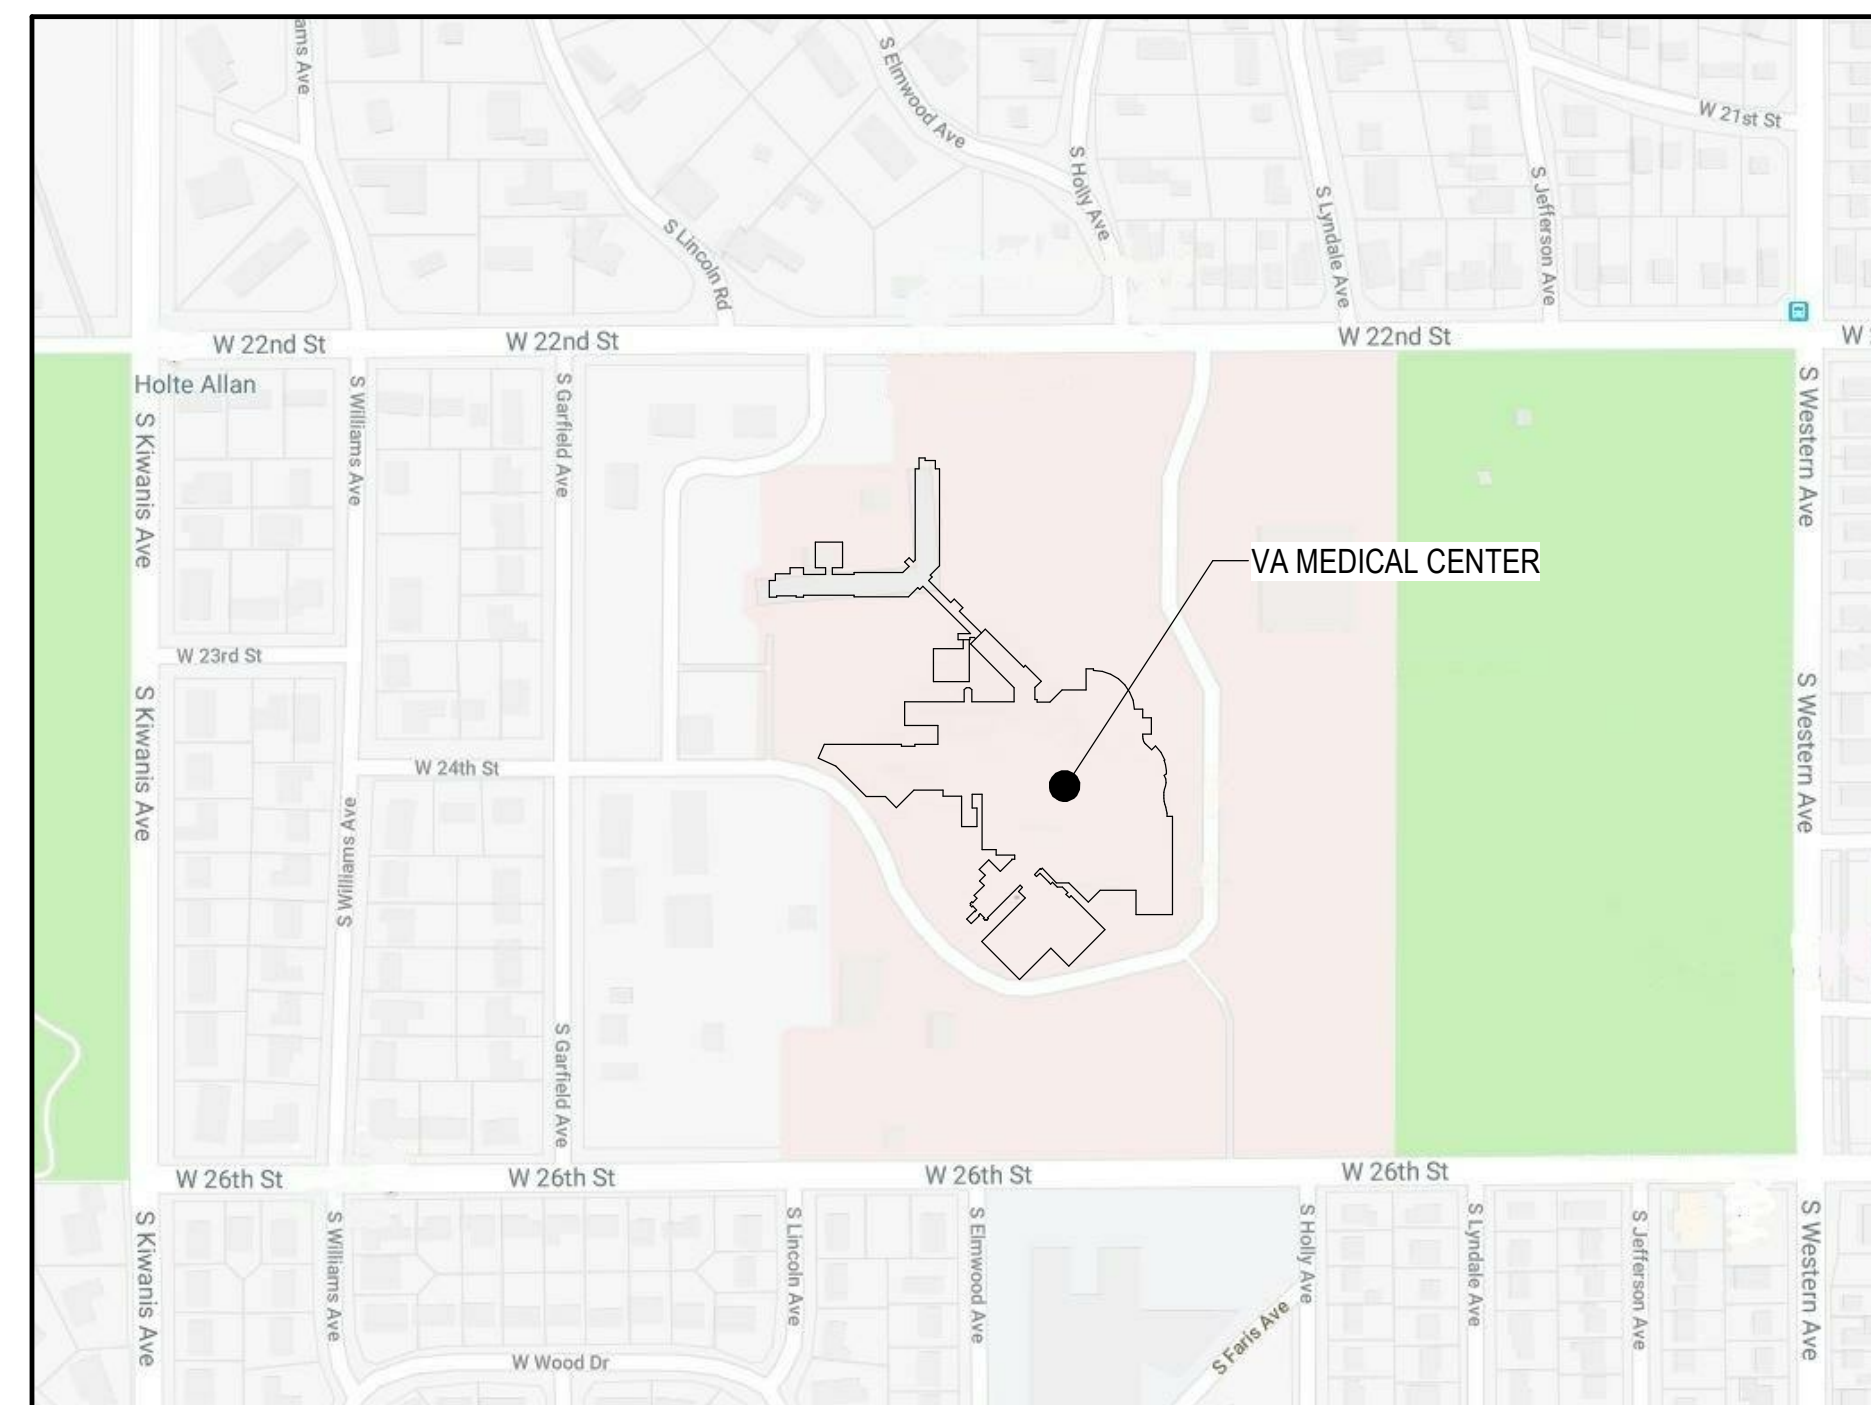 ams Ave
S Elmwood Ave
W 21st St
S Holly Ave
S Lyndale Ave
S Jefferson Ave
S Lincoln Rd
W 22nd St
W 22nd St
W 22nd St
W
Holte Allan
S Kiwanis Ave
S Williams Ave
S Garfield Ave
S Western Ave
VA MEDICAL CENTER
W 23rd St
S Kiwanis Ave
S Western Ave
W 24th St
S Williams Ave
S Garfield Ave
W 26th St
W 26th St
W 26th St
W 26th St
S Kiwanis Ave
S Williams Ave
S Lincoln Ave
S Elmwood Ave
S Holly Ave
S Lyndale Ave
S Jefferson Ave
S Western Ave
S Faris Ave
W Wood Dr